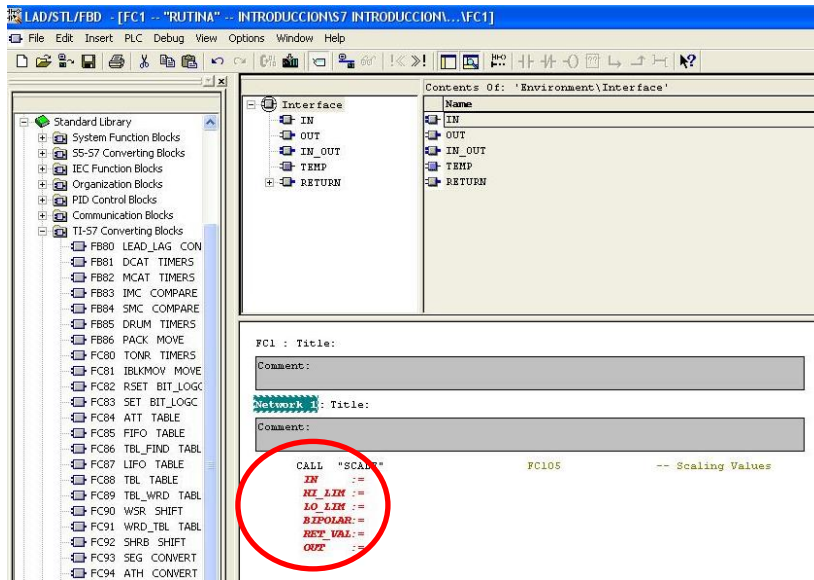 LAD/STL/FBD - [FC1 -- "RUTINA" -- INTRODUCCION\S7 INTRODUCCION\...\FC1]
File Edit Insert PLC Debug View Options Window Help
Standard Library
System Function Blocks
S5-S7 Converting Blocks
IEC Function Blocks
Organization Blocks
PID Control Blocks
Communication Blocks
TI-S7 Converting Blocks
FB80 LEAD_LAG CON
FB81 DCAT TIMERS
FB82 MCAT TIMERS
FB83 IMC COMPARE
FB84 SMC COMPARE
FB85 DRUM TIMERS
FB86 PACK MOVE
FC80 TONR TIMERS
FC81 IBLKMOV MOVE
FC82 RSET BIT_LOGC
FC83 SET BIT_LOGC
FC84 ATT TABLE
FC85 FIFO TABLE
FC86 TBL_FIND TABL
FC87 LIFO TABLE
FC88 TBL TABLE
FC89 TBL_WRD TABL
FC90 WSR SHIFT
FC91 WRD_TBL TABL
FC92 SHRB SHIFT
FC93 SEG CONVERT
FC94 ATH CONVERT
Interface
IN
OUT
IN_OUT
TEMP
RETURN
Contents Of: 'Environment\Interface'
Name
IN
OUT
IN_OUT
TEMP
RETURN
FC1 : Title:
Comment:
Network 1: Title:
Comment:
CALL "SCALE" FC105 -- Scaling Values
IN :=
HI_LIM :=
LO_LIM :=
BIPOLAR:=
RET_VAL:=
OUT :=